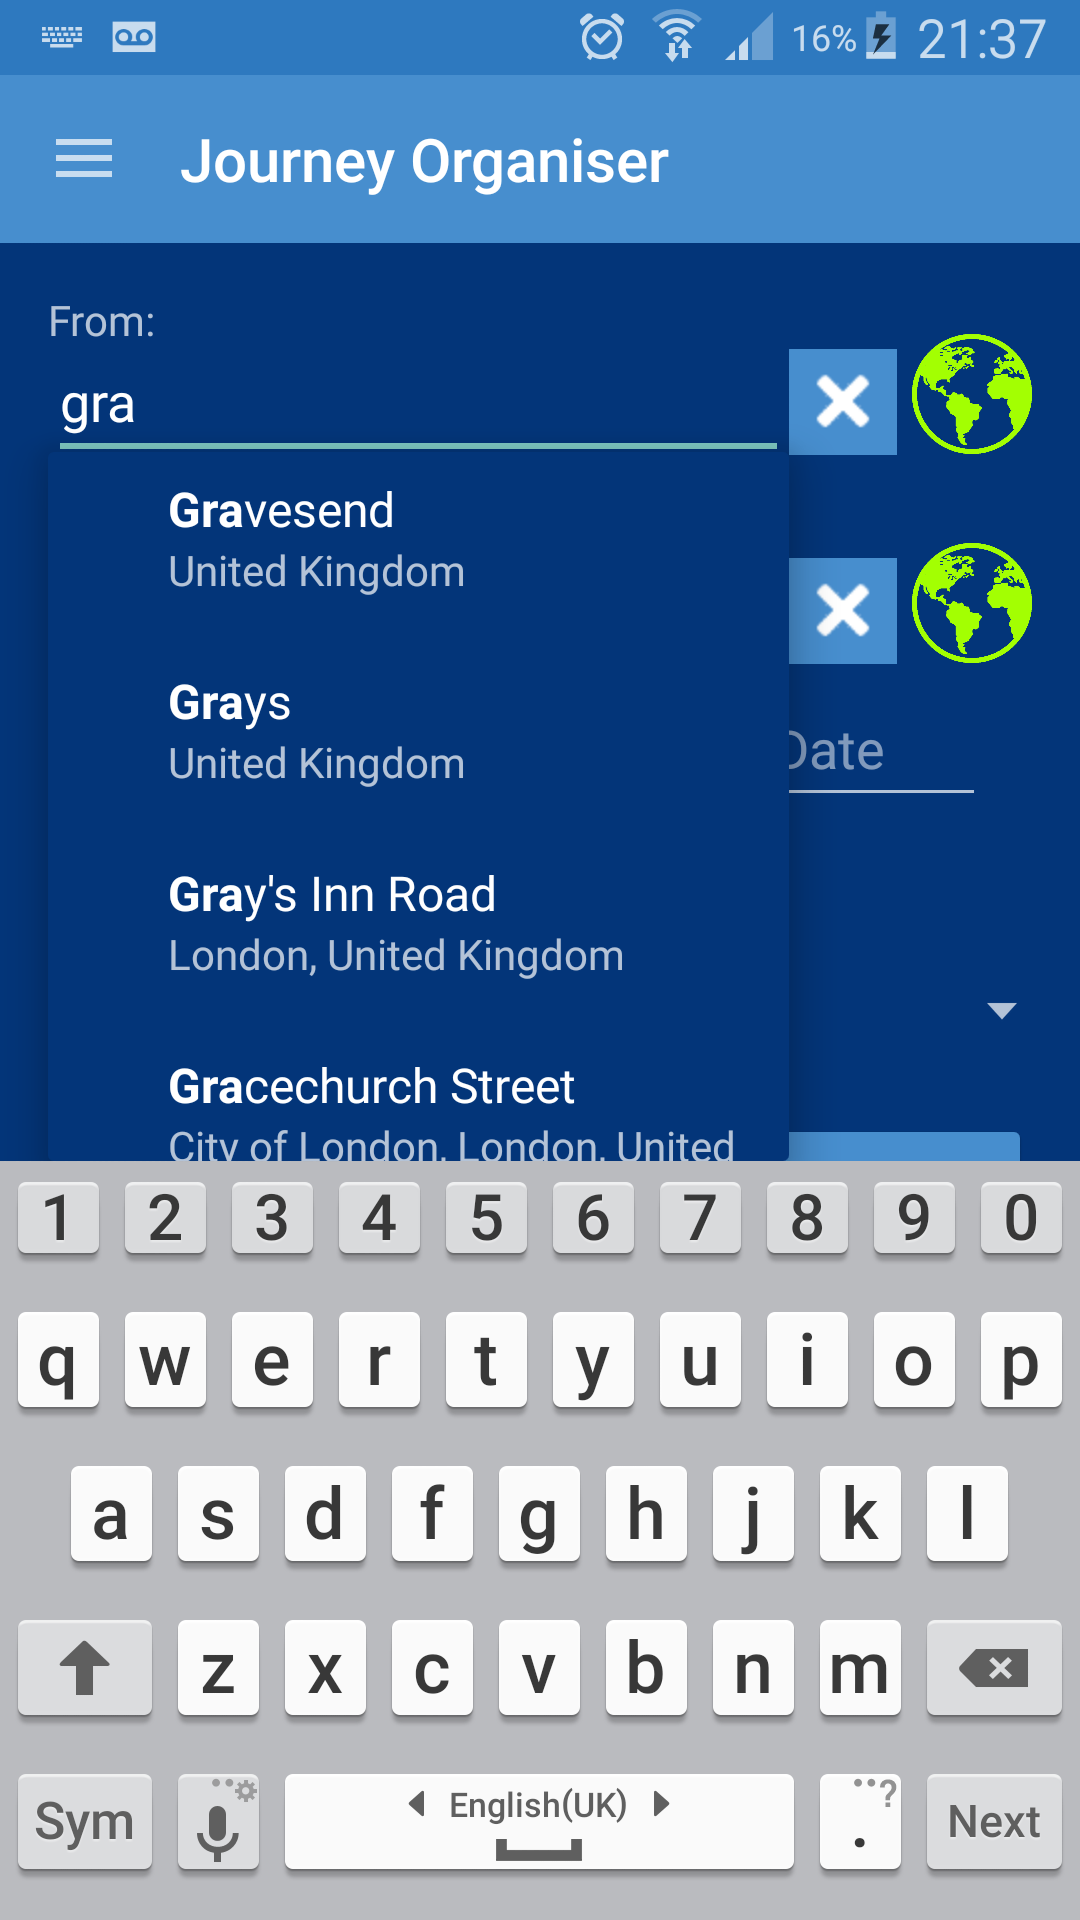 16% 21:37
Journey Organiser
From:
gra
Gravesend
United Kingdom
Grays
United Kingdom
Date
Gray's Inn Road
London, United Kingdom
Gracechurch Street
City of London, London, United
1 2 3 4 5 6 7 8 9 0
q w e r t y u i o p
a s d f g h j k l
z x c v b n m
Sym English(UK) . ? Next